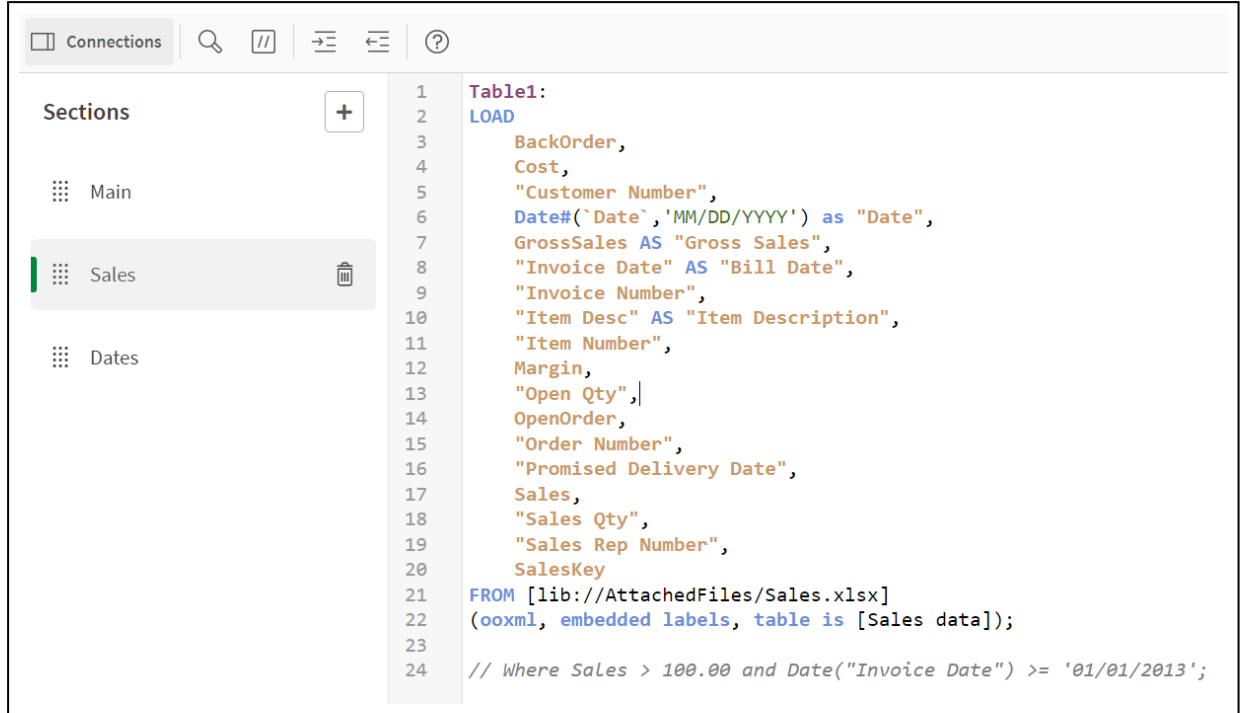 Connections
Sections
+
Main
Sales
Dates
1 Table1:
2 LOAD
3 BackOrder,
4 Cost,
5 "Customer Number",
6 Date#(`Date`,'MM/DD/YYYY') as "Date",
7 GrossSales AS "Gross Sales",
8 "Invoice Date" AS "Bill Date",
9 "Invoice Number",
10 "Item Desc" AS "Item Description",
11 "Item Number",
12 Margin,
13 "Open Qty",
14 OpenOrder,
15 "Order Number",
16 "Promised Delivery Date",
17 Sales,
18 "Sales Qty",
19 "Sales Rep Number",
20 SalesKey
21 FROM [lib://AttachedFiles/Sales.xlsx]
22 (ooxml, embedded labels, table is [Sales data]);
23
24 // Where Sales > 100.00 and Date("Invoice Date") >= '01/01/2013';